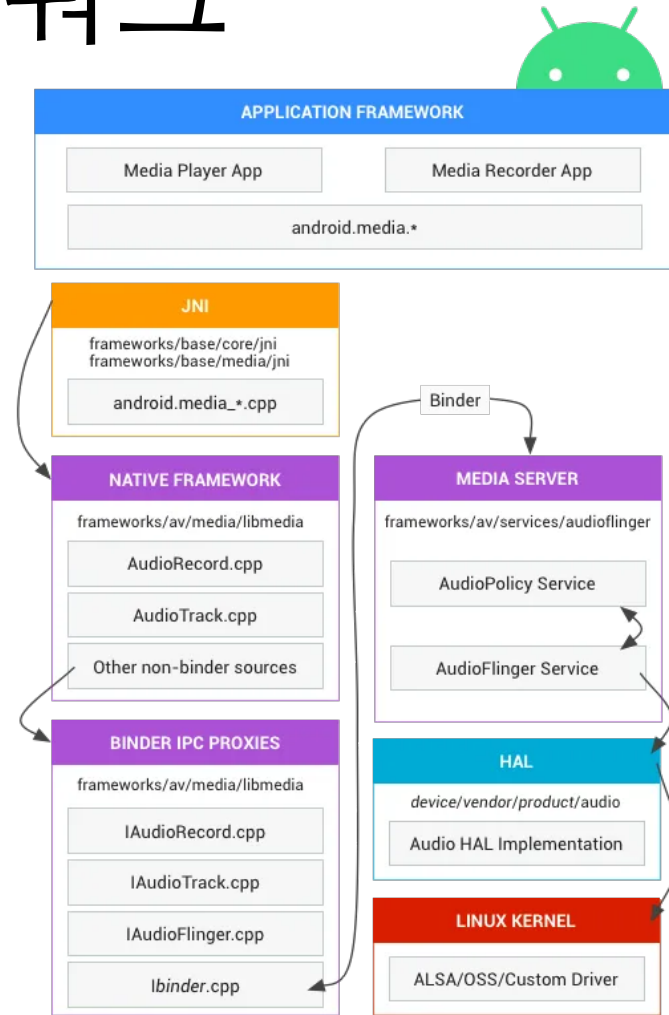 워크
APPLICATION FRAMEWORK
Media Player App
Media Recorder App
android.media.*
JNI
frameworks/base/core/jni
frameworks/base/media/jni
android.media_*.cpp
Binder
NATIVE FRAMEWORK
frameworks/av/media/libmedia
AudioRecord.cpp
AudioTrack.cpp
Other non-binder sources
MEDIA SERVER
frameworks/av/services/audioflinger
AudioPolicy Service
AudioFlinger Service
BINDER IPC PROXIES
frameworks/av/media/libmedia
IAudioRecord.cpp
IAudioTrack.cpp
IAudioFlinger.cpp
Ibinder.cpp
HAL
device/vendor/product/audio
Audio HAL Implementation
LINUX KERNEL
ALSA/OSS/Custom Driver